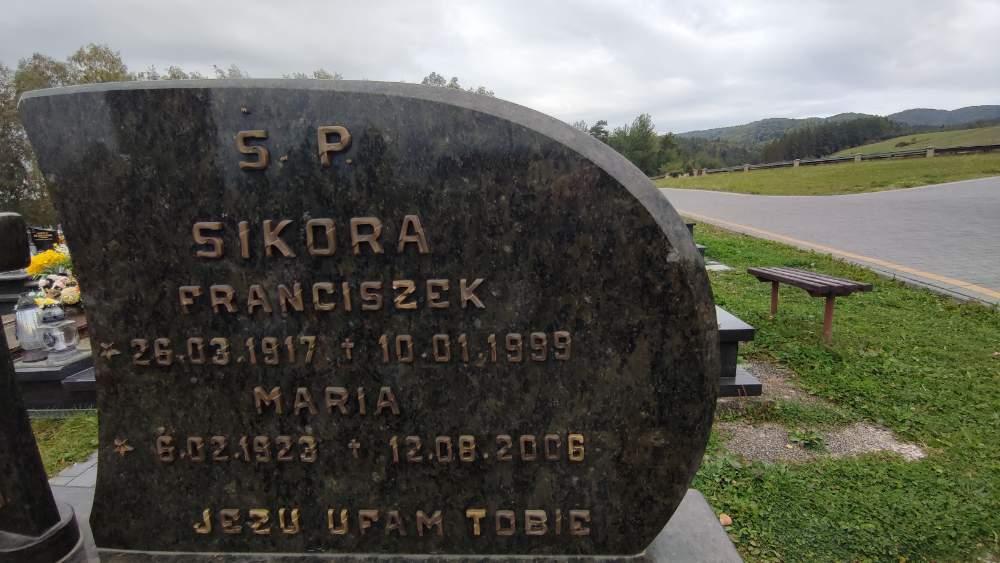 Ś. P.
SIKORA
FRANCISZEK
* 26.03.1917 † 10.01.1999
MARIA
* 6.02.1923 † 12.08.2006
JEZU UFAM TOBIE